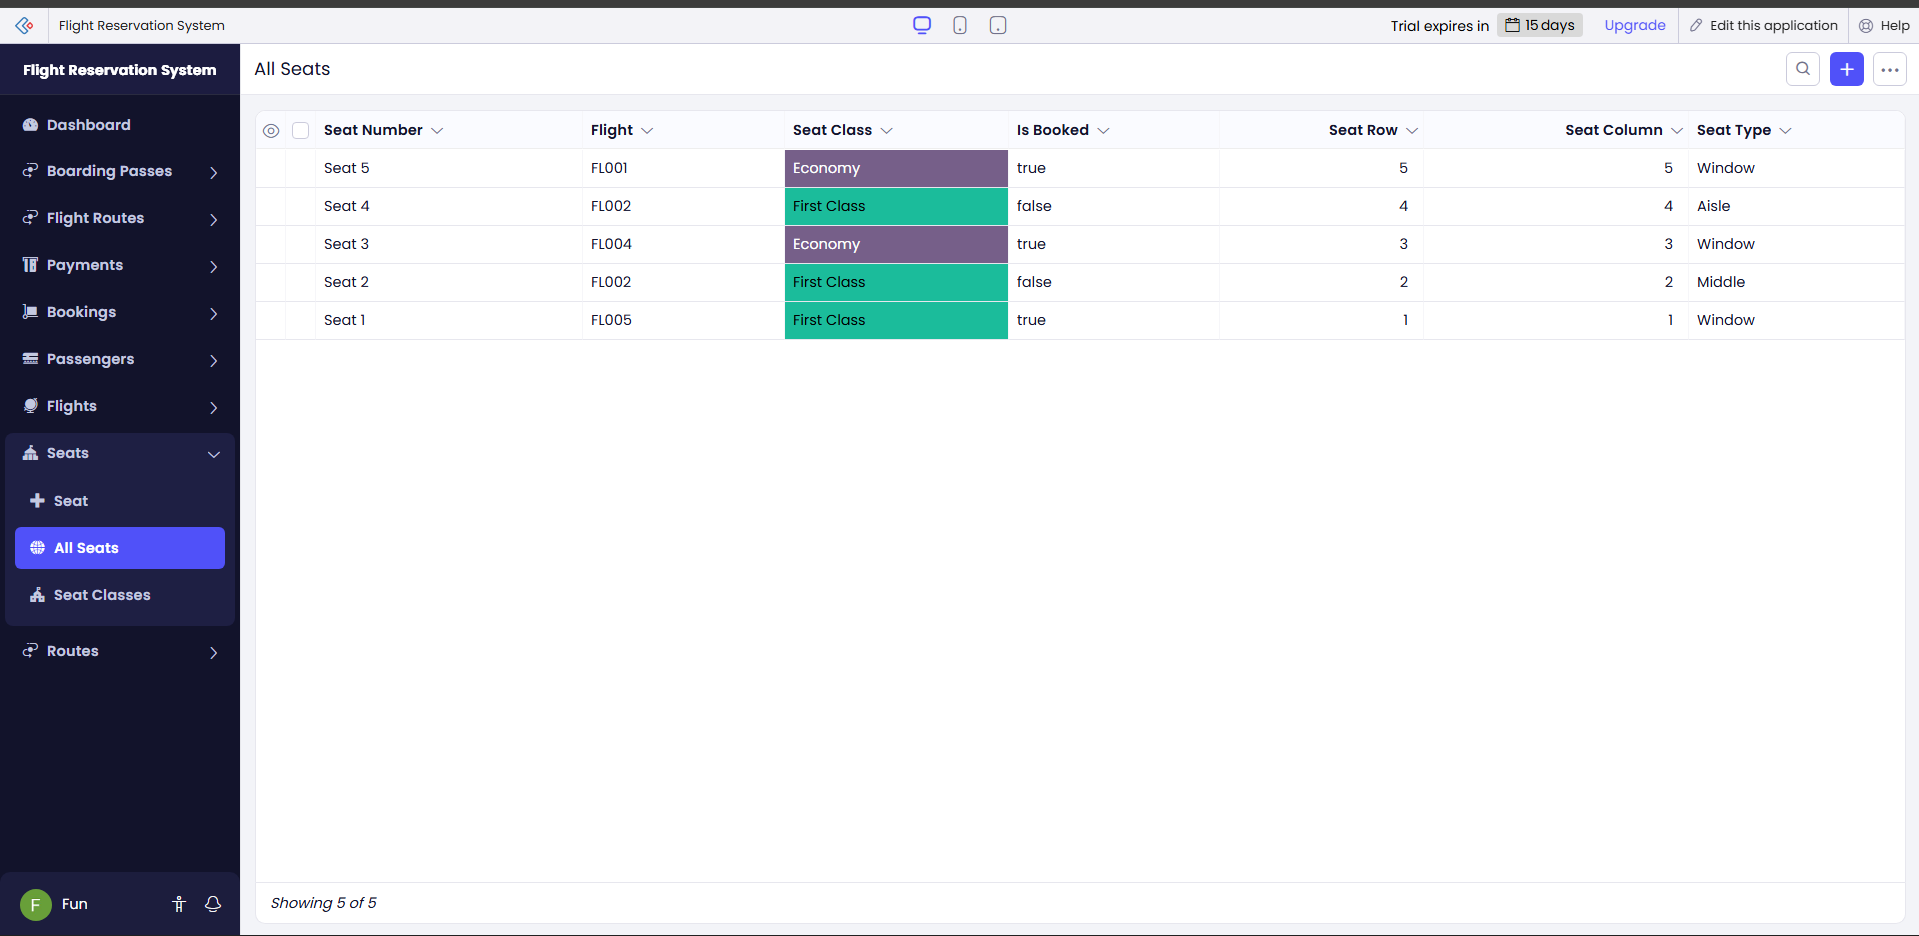 Flight Reservation System
Trial expires in 15 days Upgrade Edit this application Help
Flight Reservation System
All Seats
Dashboard
Boarding Passes
Flight Routes
Payments
Bookings
Passengers
Flights
Seats
Seat
All Seats
Seat Classes
Routes
F Fun
Seat Number Flight Seat Class Is Booked Seat Row Seat Column Seat Type
Seat 5 FL001 Economy true 5 5 Window
Seat 4 FL002 First Class false 4 4 Aisle
Seat 3 FL004 Economy true 3 3 Window
Seat 2 FL002 First Class false 2 2 Middle
Seat 1 FL005 First Class true 1 1 Window
Showing 5 of 5